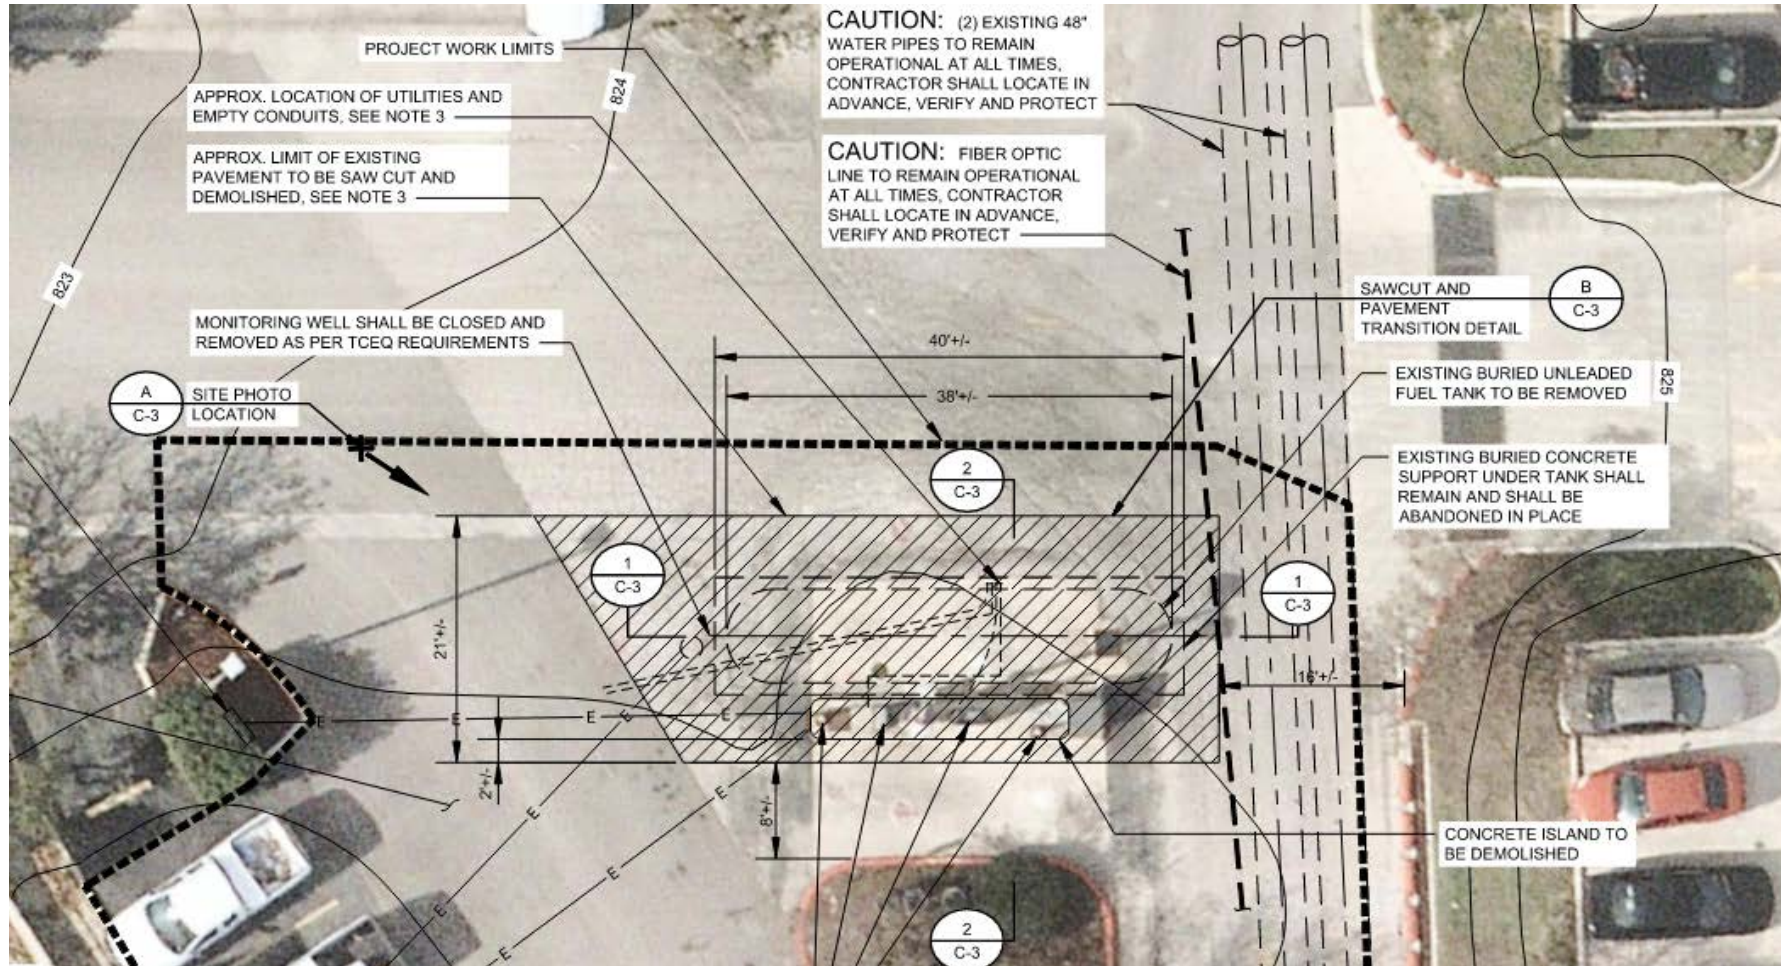 PROJECT WORK LIMITS
APPROX. LOCATION OF UTILITIES AND
EMPTY CONDUITS, SEE NOTE 3
APPROX. LIMIT OF EXISTING
PAVEMENT TO BE SAW CUT AND
DEMOLISHED, SEE NOTE 3
824
823
CAUTION: (2) EXISTING 48"
WATER PIPES TO REMAIN
OPERATIONAL AT ALL TIMES,
CONTRACTOR SHALL LOCATE IN
ADVANCE, VERIFY AND PROTECT
CAUTION: FIBER OPTIC
LINE TO REMAIN OPERATIONAL
AT ALL TIMES, CONTRACTOR
SHALL LOCATE IN ADVANCE,
VERIFY AND PROTECT
MONITORING WELL SHALL BE CLOSED AND
REMOVED AS PER TCEQ REQUIREMENTS
A
C-3
SITE PHOTO
LOCATION
40'+/-
38'+/-
SAWCUT AND
PAVEMENT
TRANSITION DETAIL
B
C-3
EXISTING BURIED UNLEADED
FUEL TANK TO BE REMOVED
825
EXISTING BURIED CONCRETE
SUPPORT UNDER TANK SHALL
REMAIN AND SHALL BE
ABANDONED IN PLACE
2
C-3
1
C-3
1
C-3
21'+/-
16'+/-
E
E
E
E
2'+/-
8'+/-
E
E
E
E
E
CONCRETE ISLAND TO
BE DEMOLISHED
2
C-3